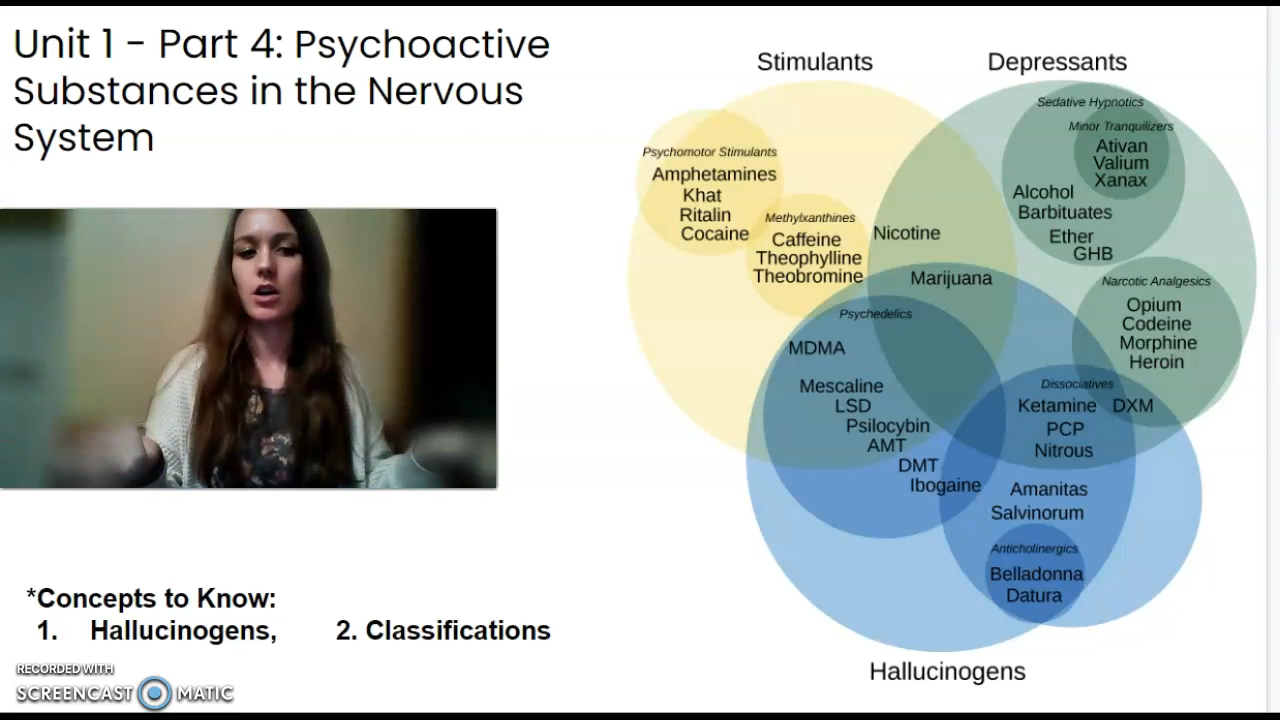 Unit 1 - Part 4: Psychoactive
Substances in the Nervous
System
Stimulants
Depressants
Sedative Hypnotics
Minor Tranquilizers
Ativan
Valium
Xanax
Alcohol
Barbituates
Ether
GHB
Psychomotor Stimulants
Amphetamines
Khat
Ritalin
Cocaine
Methylxanthines
Caffeine
Theophylline
Theobromine
Nicotine
Marijuana
Narcotic Analgesics
Opium
Codeine
Morphine
Heroin
Psychedelics
MDMA
Mescaline
LSD
Psilocybin
AMT
DMT
Ibogaine
Dissociatives
Ketamine DXM
PCP
Nitrous
Amanitas
Salvinorum
Anticholinergics
Belladonna
Datura
Hallucinogens
*Concepts to Know:
1. Hallucinogens, 2. Classifications
RECORDED WITH
SCREENCAST MATIC